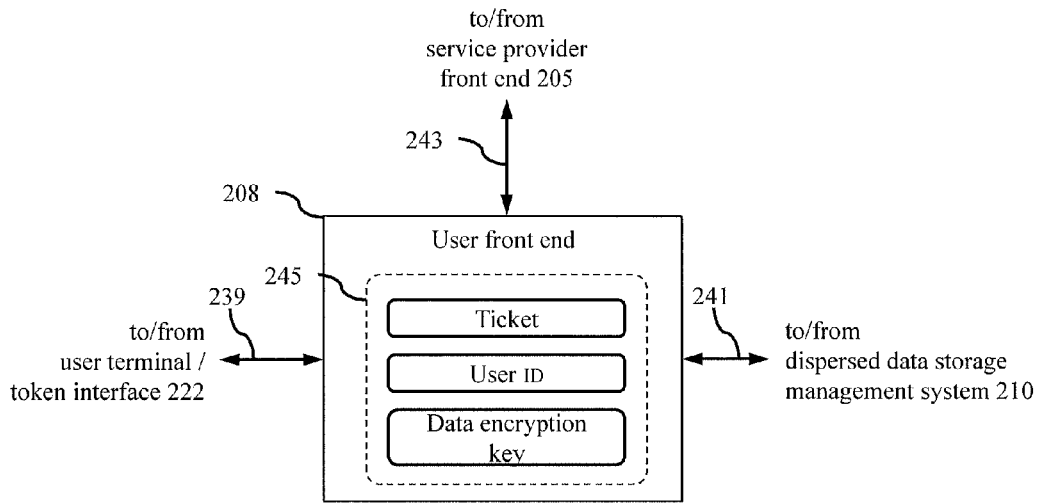 to/from
service provider
front end 205
243
208
User front end
245
239
241
Ticket
to/from
user terminal /
token interface 222
to/from
dispersed data storage
management system 210
User ID
Data encryption
key